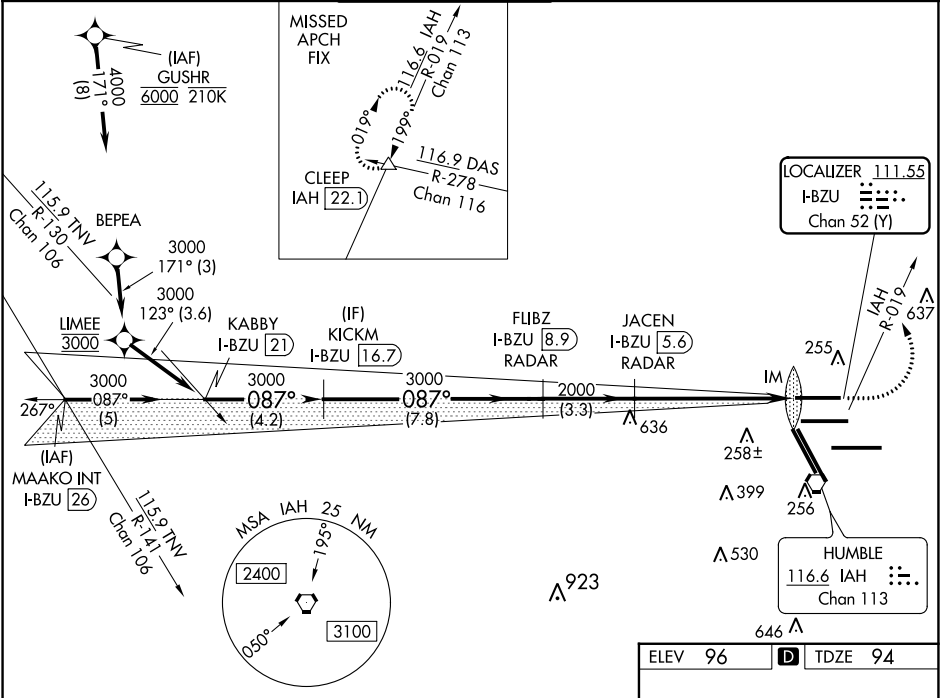 MISSED
APCH
FIX
116.6 IAH
R-019
Chan 113
019°
199°
CLEEP
IAH 22.1
116.9 DAS
R-278
Chan 116
(IAF)
GUSHR
6000 210K
4000
171°
(8)
LOCALIZER 111.55
I-BZU
Chan 52 (Y)
115.9 TNV
R-130
Chan 106
BEPEA
3000
171° (3)
3000
123° (3.6)
LIMEE
3000
KABBY
I-BZU 21
(IF)
KICKM
I-BZU 16.7
FLIBZ
I-BZU 8.9
RADAR
JACEN
I-BZU 5.6
RADAR
IAH
R-019
637
255
IM
267°
3000
087°
(5)
3000
087°
(4.2)
3000
087°
(7.8)
2000
(3.3)
636
258±
399
256
530
923
646
(IAF)
MAAKO INT
I-BZU 26
115.9 TNV
R-141
Chan 106
MSA IAH 25 NM
195°
2400
050°
3100
HUMBLE
116.6 IAH
Chan 113
ELEV 96 D TDZE 94